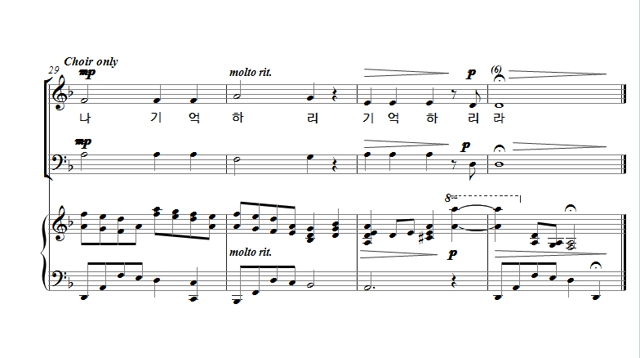 Choir only
29 mp molto rit. p (6)
나 기 억 하 리 기 억 하 리 라
mp p
8va
molto rit. p